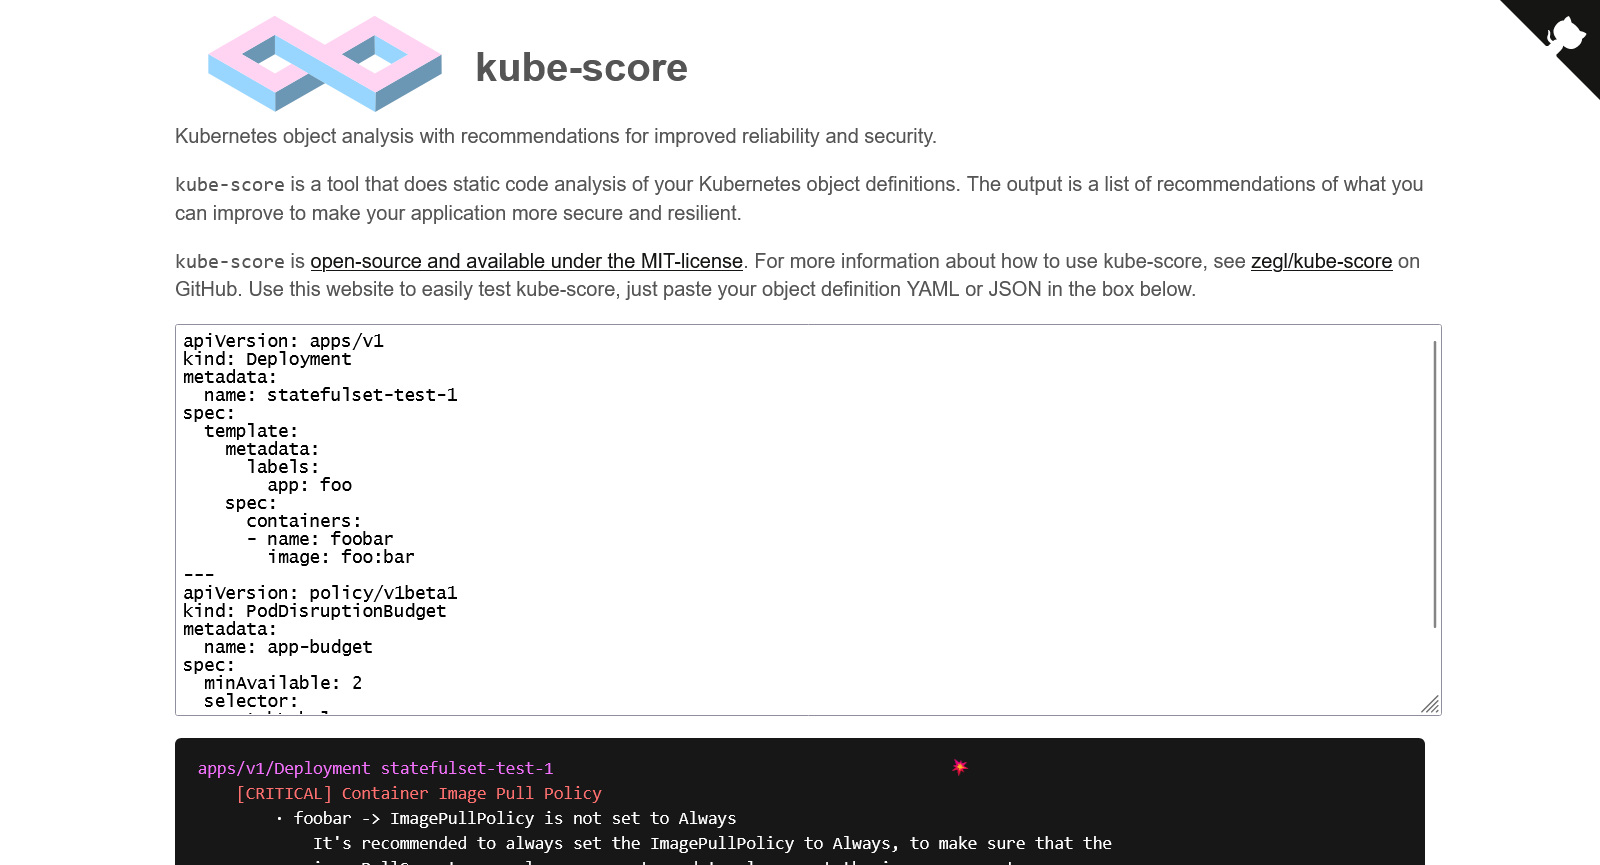 kube-score
Kubernetes object analysis with recommendations for improved reliability and security.
kube-score is a tool that does static code analysis of your Kubernetes object definitions. The output is a list of recommendations of what you
can improve to make your application more secure and resilient.
kube-score is open-source and available under the MIT-license. For more information about how to use kube-score, see zegl/kube-score on
GitHub. Use this website to easily test kube-score, just paste your object definition YAML or JSON in the box below.
apiVersion: apps/v1
kind: Deployment
metadata:
  name: statefulset-test-1
spec:
  template:
    metadata:
      labels:
        app: foo
    spec:
      containers:
      - name: foobar
        image: foo:bar
---
apiVersion: policy/v1beta1
kind: PodDisruptionBudget
metadata:
  name: app-budget
spec:
  minAvailable: 2
  selector:
apps/v1/Deployment statefulset-test-1 💥
    [CRITICAL] Container Image Pull Policy
        · foobar -> ImagePullPolicy is not set to Always
            It's recommended to always set the ImagePullPolicy to Always, to make sure that the